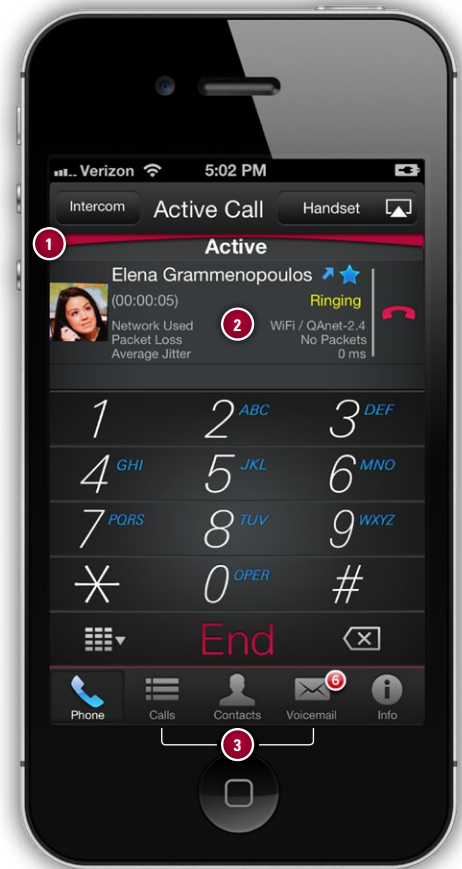 Verizon 5:02 PM
Intercom Active Call Handset
1
Active
Elena Grammenopoulos
(00:00:05) Ringing
2
Network Used WiFi / QAnet-2.4
Packet Loss No Packets
Average Jitter 0 ms
1 2 ABC 3 DEF
4 GHI 5 JKL 6 MNO
7 PQRS 8 TUV 9 WXYZ
* 0 OPER #
End
6
Phone Calls Contacts Voicemail Info
3